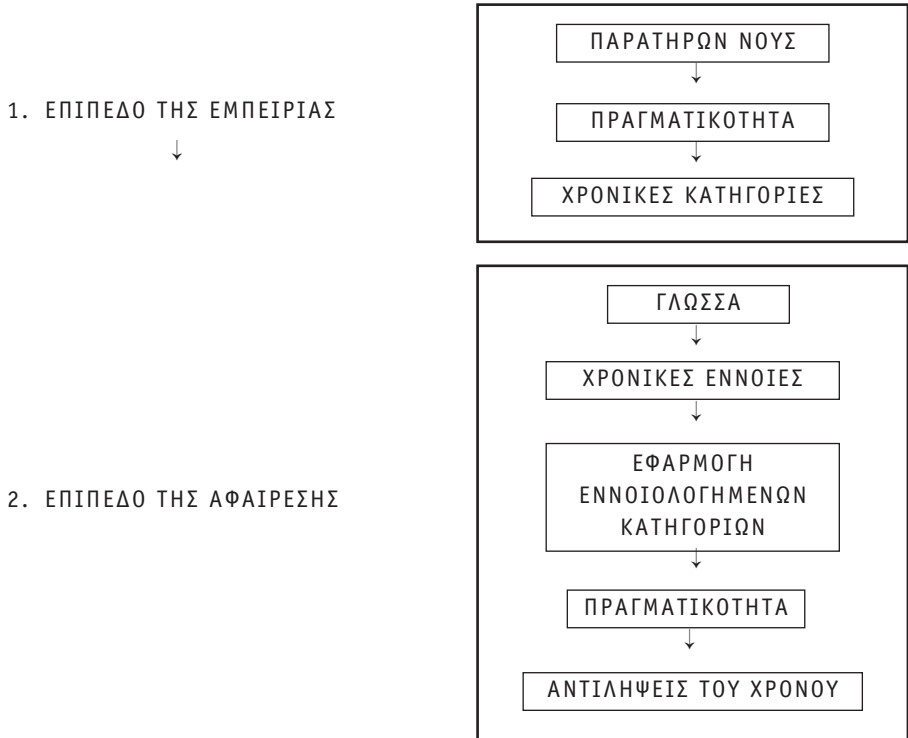 1. ΕΠΙΠΕΔΟ ΤΗΣ ΕΜΠΕΙΡΙΑΣ
↓
ΠΑΡΑΤΗΡΩΝ ΝΟΥΣ
↓
ΠΡΑΓΜΑΤΙΚΟΤΗΤΑ
↓
ΧΡΟΝΙΚΕΣ ΚΑΤΗΓΟΡΙΕΣ
2. ΕΠΙΠΕΔΟ ΤΗΣ ΑΦΑΙΡΕΣΗΣ
ΓΛΩΣΣΑ
↓
ΧΡΟΝΙΚΕΣ ΕΝΝΟΙΕΣ
↓
ΕΦΑΡΜΟΓΗ
ΕΝΝΟΙΟΛΟΓΗΜΕΝΩΝ
ΚΑΤΗΓΟΡΙΩΝ
↓
ΠΡΑΓΜΑΤΙΚΟΤΗΤΑ
↓
ΑΝΤΙΛΗΨΕΙΣ ΤΟΥ ΧΡΟΝΟΥ